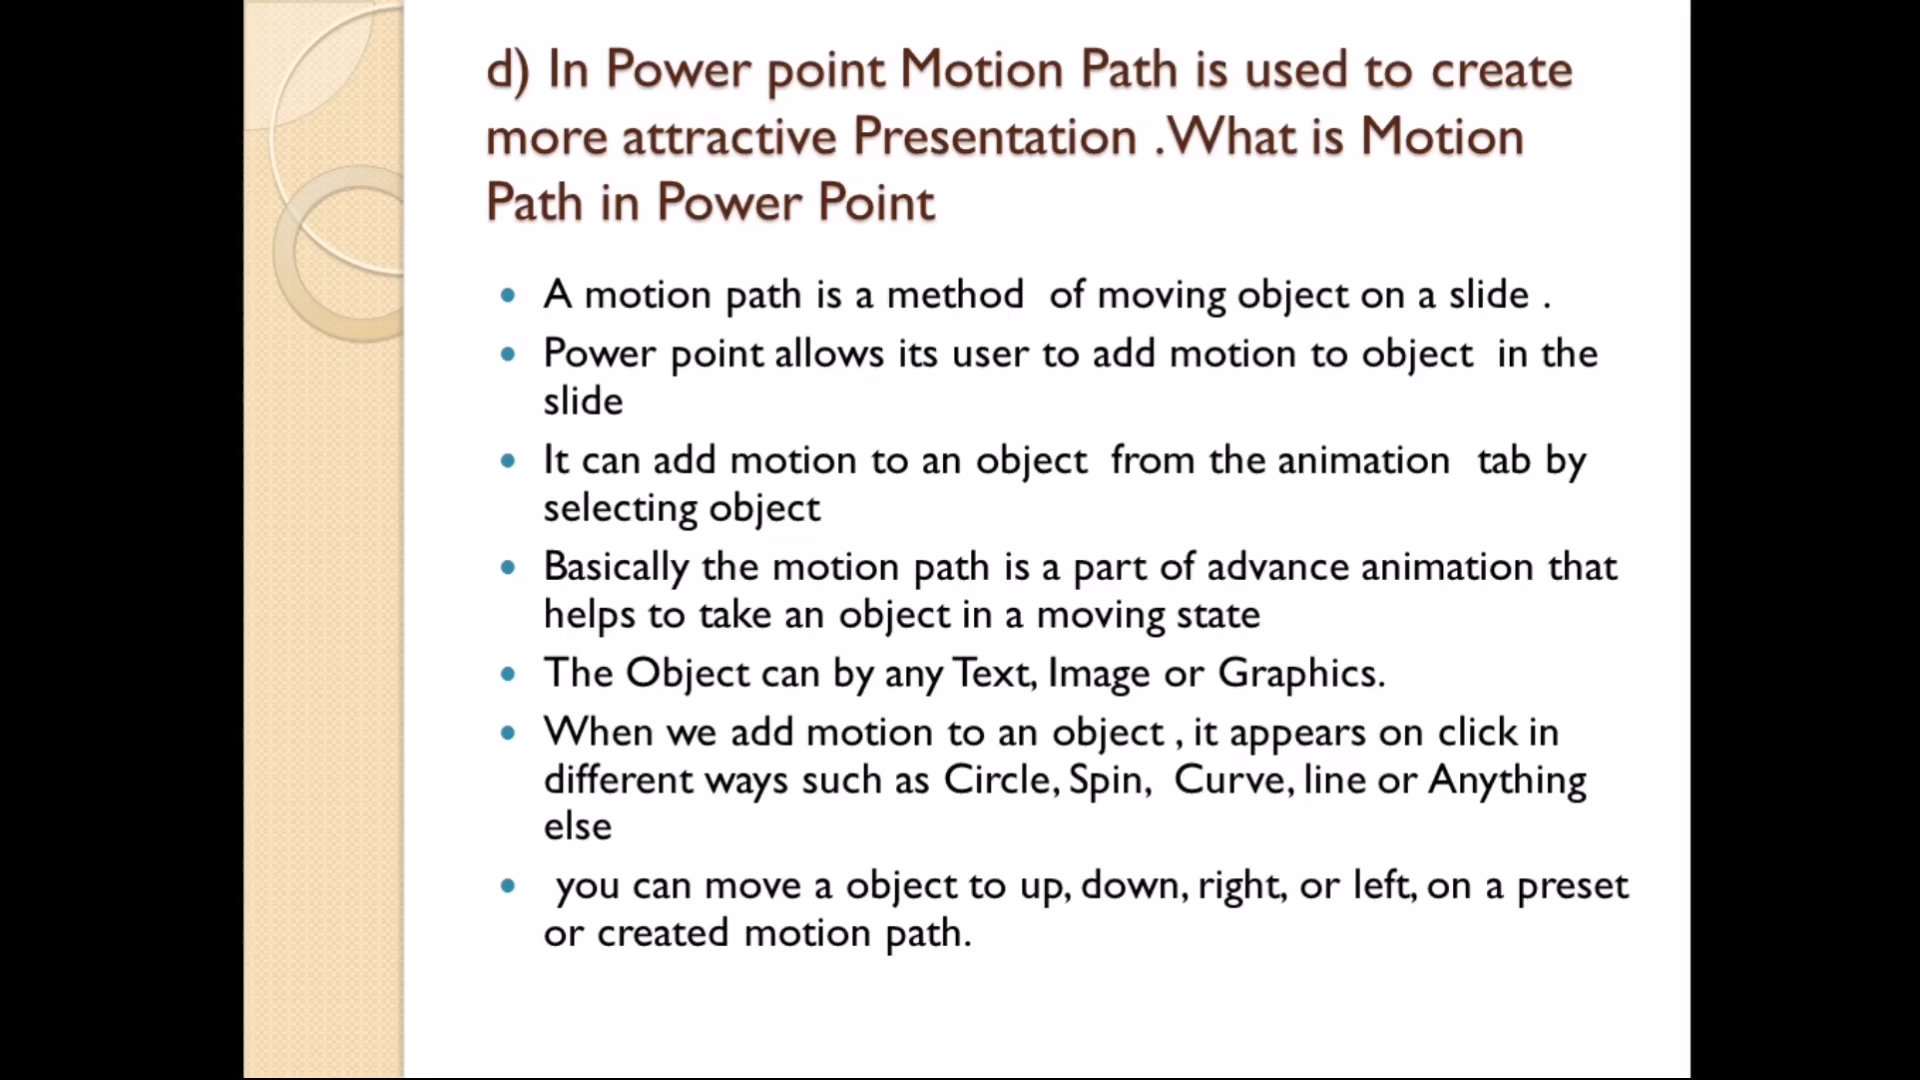 d) In Power point Motion Path is used to create
more attractive Presentation .What is Motion
Path in Power Point
• A motion path is a method of moving object on a slide .
• Power point allows its user to add motion to object in the
slide
• It can add motion to an object from the animation tab by
selecting object
• Basically the motion path is a part of advance animation that
helps to take an object in a moving state
• The Object can by any Text, Image or Graphics.
• When we add motion to an object , it appears on click in
different ways such as Circle, Spin, Curve, line or Anything
else
• you can move a object to up, down, right, or left, on a preset
or created motion path.